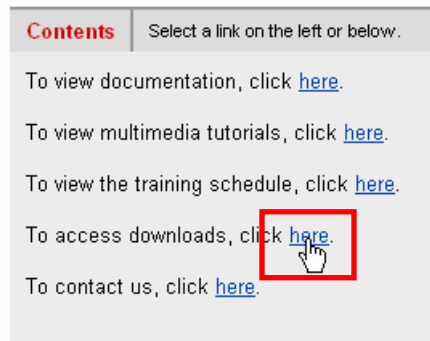 Contents Select a link on the left or below.
To view documentation, click here.
To view multimedia tutorials, click here.
To view the training schedule, click here.
To access downloads, click here.
To contact us, click here.